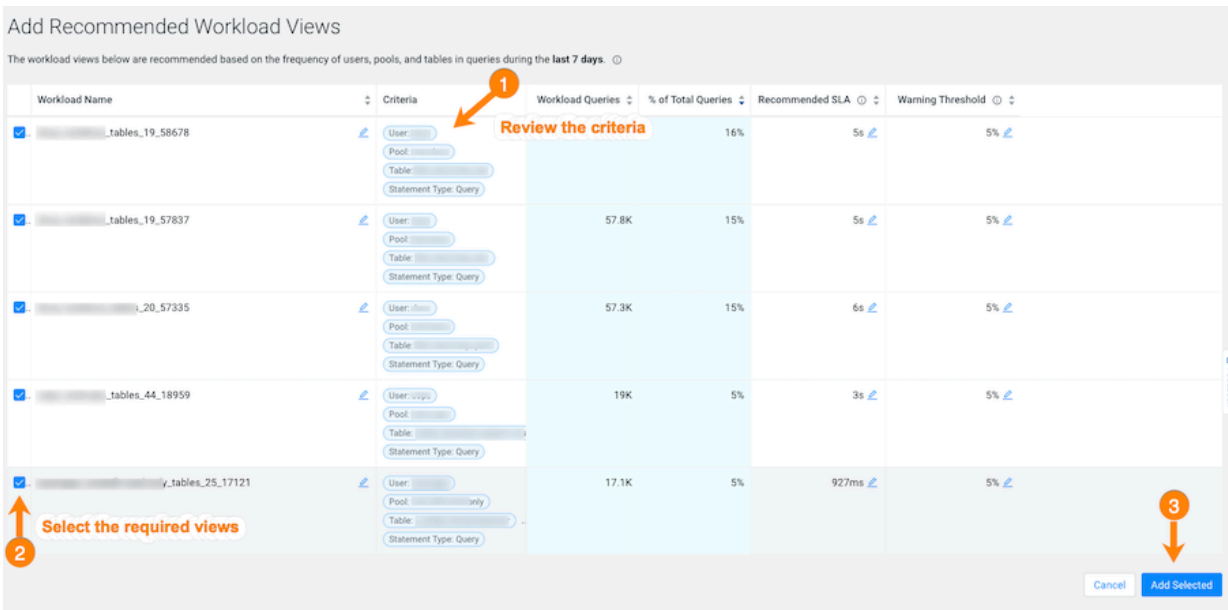 Add Recommended Workload Views
The workload views below are recommended based on the frequency of users, pools, and tables in queries during the last 7 days.
1
Workload Name Criteria Workload Queries % of Total Queries Recommended SLA Warning Threshold
Review the criteria
_tables_19_58678 User: 16% 5s 5%
Pool:
Table:
Statement Type: Query
_tables_19_57837 User: 57.8K 15% 5s 5%
Pool:
Table:
Statement Type: Query
_20_57335 User: 57.3K 15% 6s 5%
Pool:
Table
Statement Type: Query
_tables_44_18959 User: 19K 5% 3s 5%
Pool:
Table:
Statement Type: Query
y_tables_25_17121 User: 17.1K 5% 927ms 5%
Pool: only
Table:
Statement Type: Query
Select the required views
2
3
Cancel Add Selected